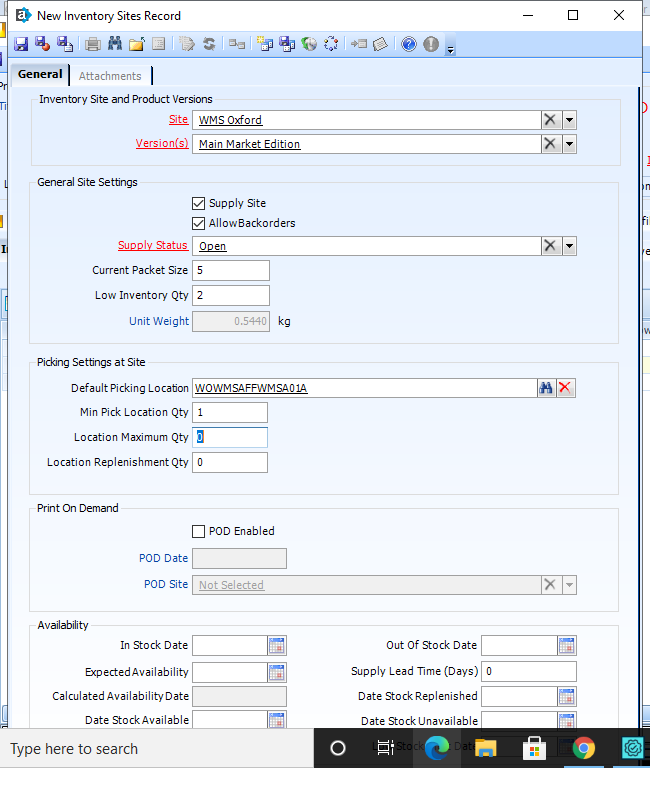 New Inventory Sites Record
General Attachments
Inventory Site and Product Versions
Site WMS Oxford
Version(s) Main Market Edition
General Site Settings
Supply Site
Allow Backorders
Supply Status Open
Current Packet Size 5
Low Inventory Qty 2
Unit Weight 0.5440 kg
Picking Settings at Site
Default Picking Location WOWMSAFFWMSA01A
Min Pick Location Qty 1
Location Maximum Qty 0
Location Replenishment Qty 0
Print On Demand
POD Enabled
POD Date
POD Site Not Selected
Availability
In Stock Date Out Of Stock Date
Expected Availability Supply Lead Time (Days) 0
Calculated Availability Date Date Stock Replenished
Date Stock Available Date Stock Unavailable
Type here to search